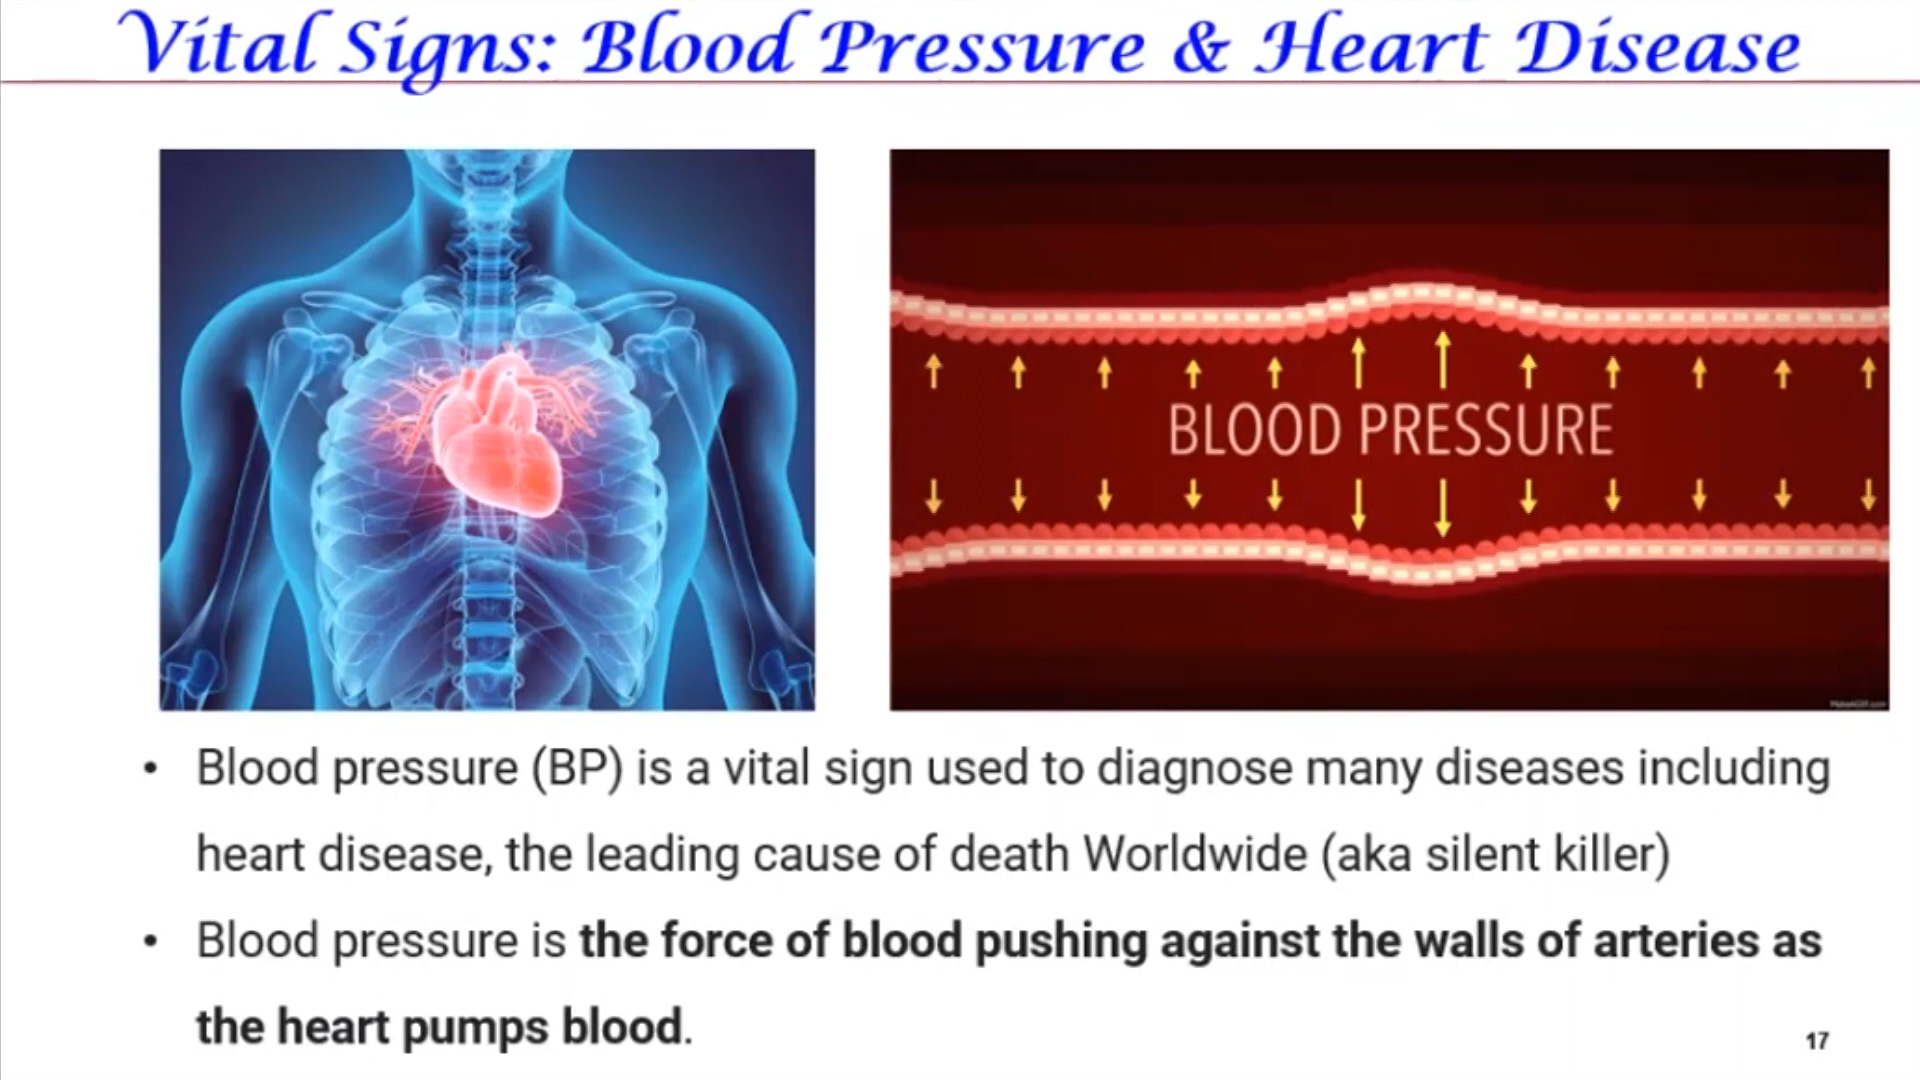 Vital Signs: Blood Pressure & Heart Disease
BLOOD PRESSURE
• Blood pressure (BP) is a vital sign used to diagnose many diseases including
heart disease, the leading cause of death Worldwide (aka silent killer)
• Blood pressure is the force of blood pushing against the walls of arteries as
the heart pumps blood.
17